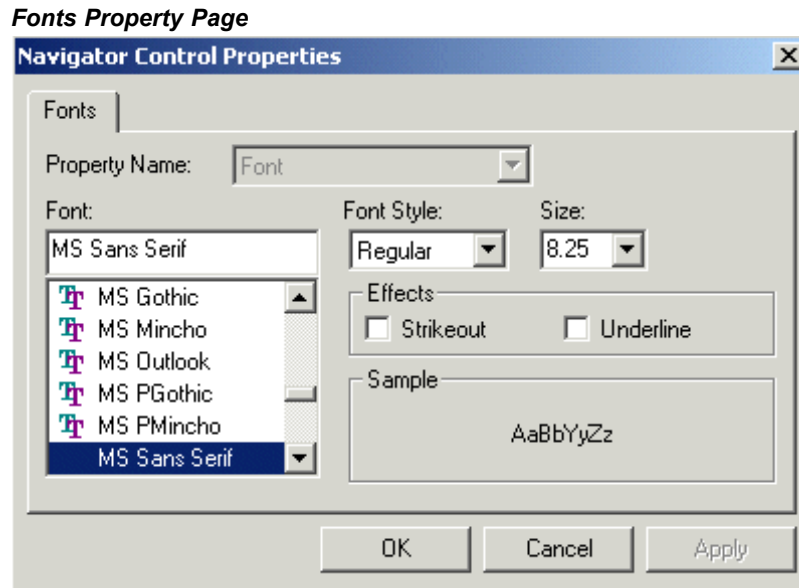 Fonts Property Page
Navigator Control Properties
Fonts
Property Name:
Font
Font:
Font Style:
Size:
MS Sans Serif
Regular
8.25
MS Gothic
MS Mincho
MS Outlook
MS PGothic
MS PMincho
MS Sans Serif
Effects
Strikeout
Underline
Sample
AaBbYyZz
OK
Cancel
Apply